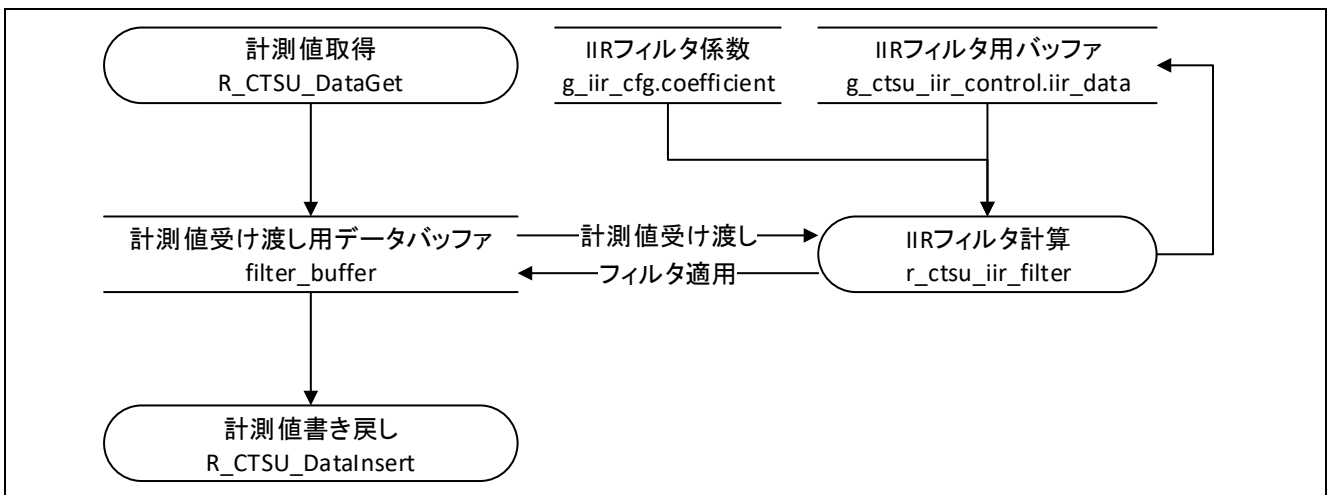 計測値取得
R_CTSU_DataGet
IIRフィルタ係数
g_iir_cfg.coefficient
IIRフィルタ用バッファ
g_ctsu_iir_control.iir_data
計測値受け渡し用データバッファ
filter_buffer
計測値受け渡し
フィルタ適用
IIRフィルタ計算
r_ctsu_iir_filter
計測値書き戻し
R_CTSU_DataInsert